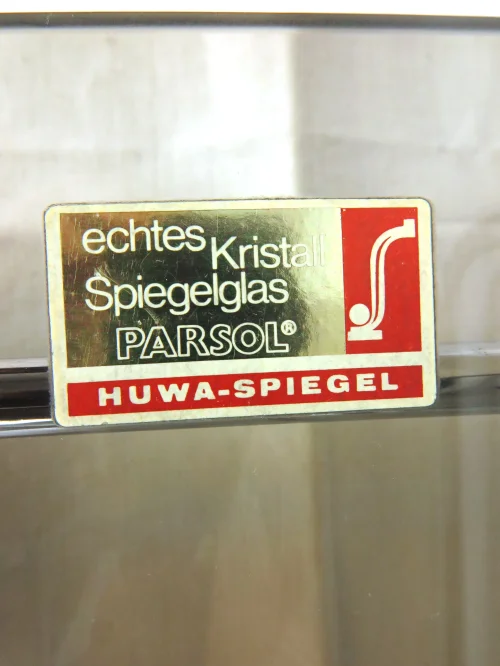 echtes Kristall
Spiegelglas
PARSOL®
HUWA-SPIEGEL